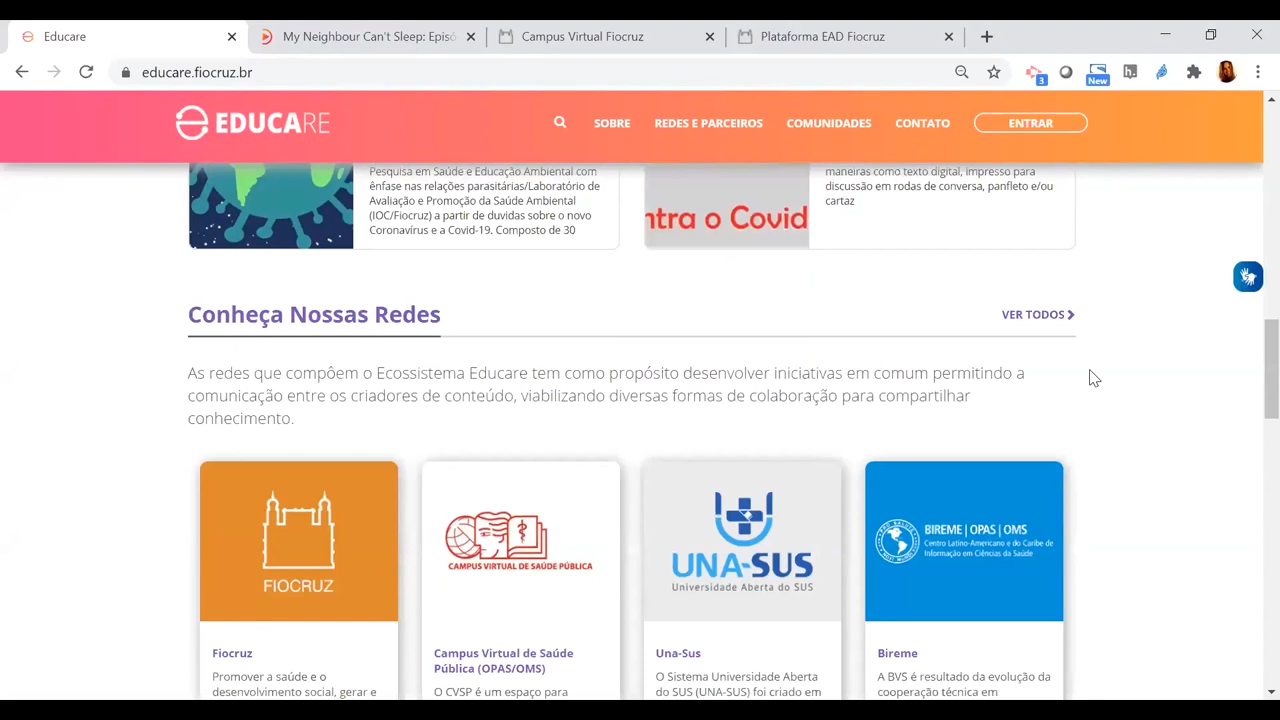 Educare
My Neighbour Can't Sleep: Episó
Campus Virtual Fiocruz
Plataforma EAD Fiocruz
educare.fiocruz.br
3
New
EDUCARE
SOBRE
REDES E PARCEIROS
COMUNIDADES
CONTATO
ENTRAR
Pesquisa em Saúde e Educação Ambiental com
ênfase nas relações parasitárias/Laboratório de
Avaliação e Promoção da Saúde Ambiental
(IOC/Fiocruz) a partir de duvidas sobre o novo
Coronavírus e a Covid-19. Composto de 30
ntra o Covid
maneiras como texto digital, impresso para
discussão em rodas de conversa, panfleto e/ou
cartaz
Conheça Nossas Redes
VER TODOS
As redes que compôem o Ecossistema Educare tem como propósito desenvolver iniciativas em comum permitindo a
comunicação entre os criadores de conteúdo, viabilizando diversas formas de colaboração para compartilhar
conhecimento.
FIOCRUZ
CAMPUS VIRTUAL DE SAÚDE PÚBLICA
UNA-SUS
Universidade Aberta do SUS
BIREME | OPAS | OMS
Centro Latino-Americano e do Caribe de
Informação em Ciências da Saúde
Fiocruz
Promover a saúde e o
desenvolvimento social, gerar e
Campus Virtual de Saúde
Pública (OPAS/OMS)
O CVSP é um espaço para
Una-Sus
O Sistema Universidade Aberta
do SUS (UNA-SUS) foi criado em
Bireme
A BVS é resultado da evolução da
cooperação técnica em